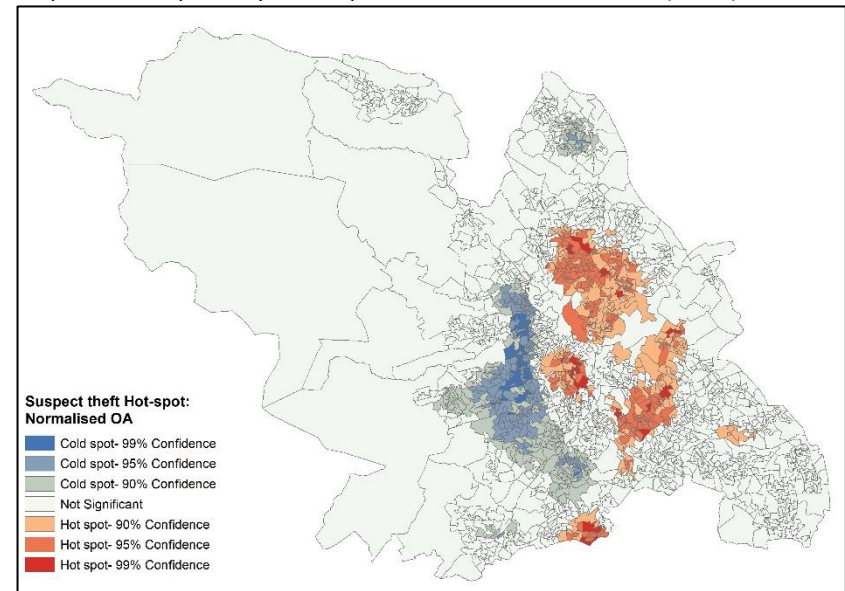 Suspect theft Hot-spot:
Normalised OA
Cold spot- 99% Confidence
Cold spot- 95% Confidence
Cold spot- 90% Confidence
Not Significant
Hot spot- 90% Confidence
Hot spot- 95% Confidence
Hot spot- 99% Confidence